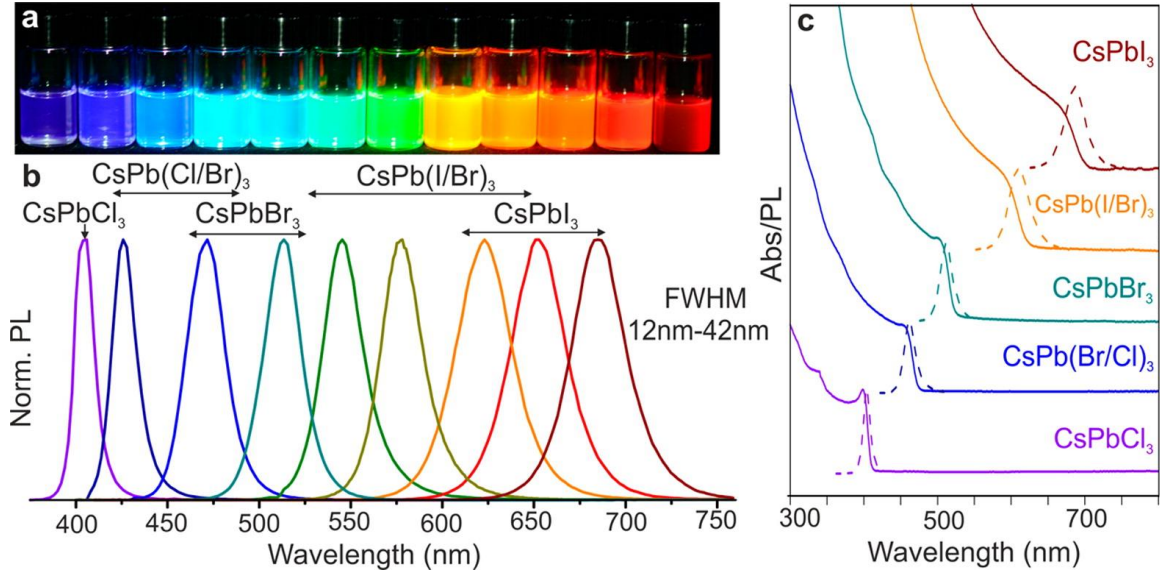 a
b
CsPb(Cl/Br)₃
CsPb(I/Br)₃
CsPbCl₃
CsPbBr₃
CsPbI₃
FWHM
12nm-42nm
Norm. PL
400 450 500 550 600 650 700 750
Wavelength (nm)
c
CsPbI₃
CsPb(I/Br)₃
CsPbBr₃
CsPb(Br/Cl)₃
CsPbCl₃
Abs/PL
300 500 700
Wavelength (nm)